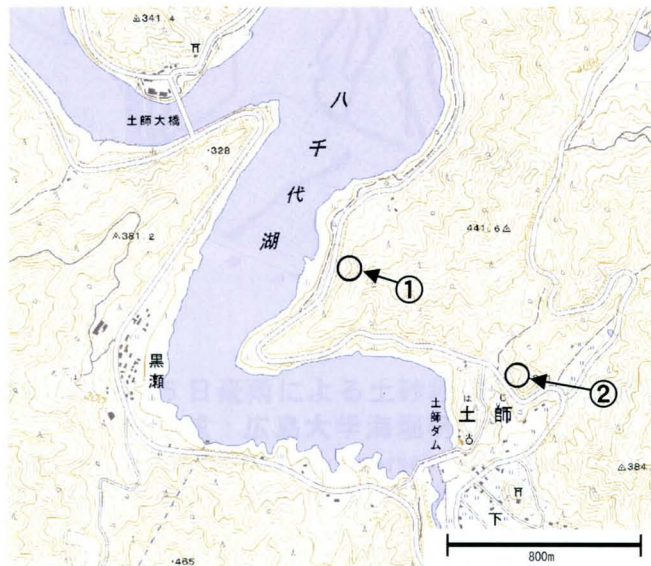 341.4
土師大橋
・328
八千代湖
381.2
441.6
①
黒瀬
②
はじ
土師
土師ダム
384
下
・465
800m